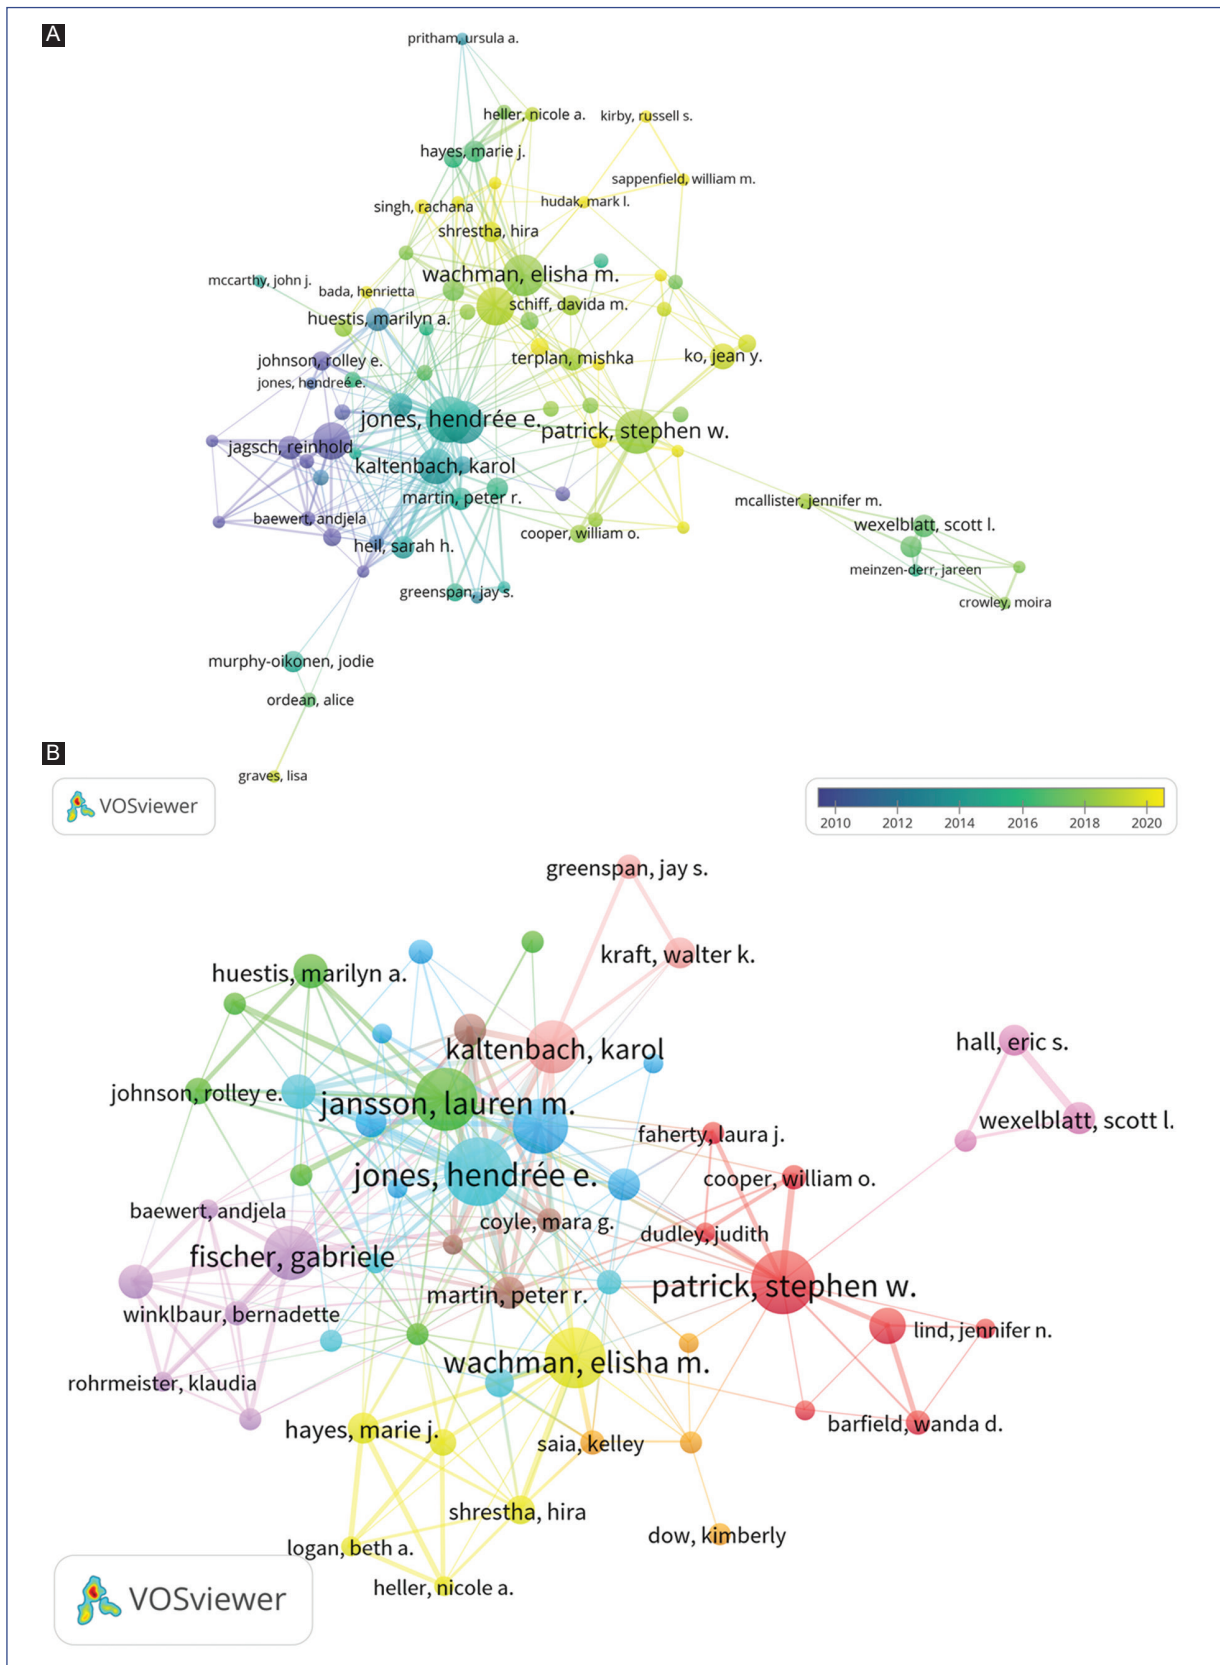 A
pritham, ursula a.
heller, nicole a.
kirby, russell s.
hayes, marie j.
sappenfield, william m.
singh, rachana
hudak, mark l.
shrestha, hira
wachman, elisha m.
mccarthy, john j.
bada, henrietta
schiff, davida m.
huestis, marilyn a.
johnson, rolley e.
terplan, mishka
ko, jean y.
jones, hendreé e.
jones, hendrée e.
patrick, stephen w.
jagsch, reinhold
kaltenbach, karol
martin, peter r.
mcallister, jennifer m.
baewert, andjela
wexelblatt, scott l.
cooper, william o.
heil, sarah h.
meinzen-derr, jareen
greenspan, jay s.
crowley, moira
murphy-oikonen, jodie
ordean, alice
graves, lisa
B
VOSviewer
2010 2012 2014 2016 2018 2020
greenspan, jay s.
kraft, walter k.
huestis, marilyn a.
hall, eric s.
kaltenbach, karol
johnson, rolley e.
jansson, lauren m.
wexelblatt, scott l.
faherty, laura j.
jones, hendrée e.
cooper, william o.
baewert, andjela
coyle, mara g.
dudley, judith
fischer, gabriele
patrick, stephen w.
martin, peter r.
winklbaur, bernadette
lind, jennifer n.
wachman, elisha m.
rohrmeister, klaudia
barfield, wanda d.
hayes, marie j.
saia, kelley
shrestha, hira
dow, kimberly
logan, beth a.
heller, nicole a.
VOSviewer